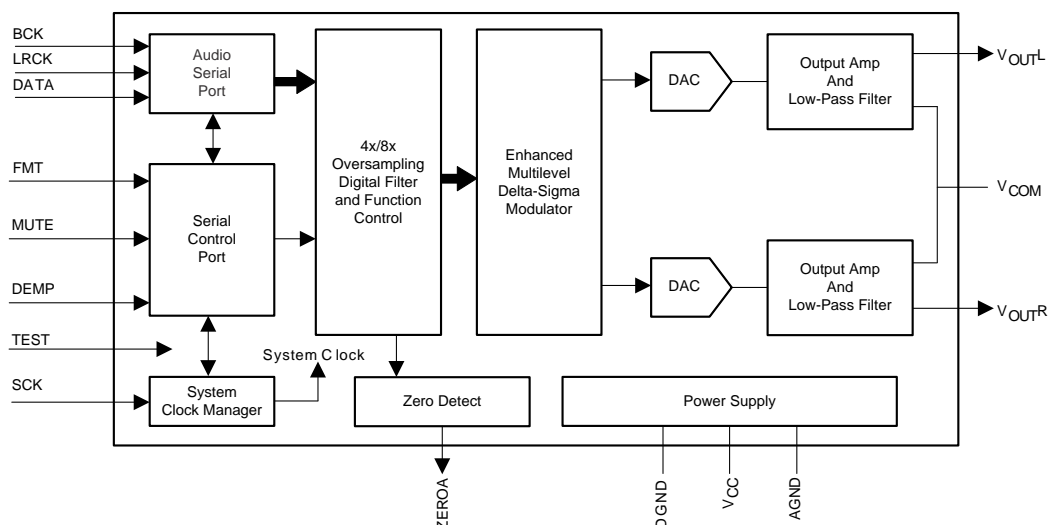 BCK
LRCK
DATA
FMT
MUTE
DEMP
TEST
SCK
Audio
Serial
Port
Serial
Control
Port
System
Clock Manager
System Clock
4x/8x
Oversampling
Digital Filter
and Function
Control
Enhanced
Multilevel
Delta-Sigma
Modulator
DAC
DAC
Output Amp
And
Low-Pass Filter
Output Amp
And
Low-Pass Filter
VOUTL
VCOM
VOUTR
Zero Detect
Power Supply
ZEROA
DGND
VCC
AGND